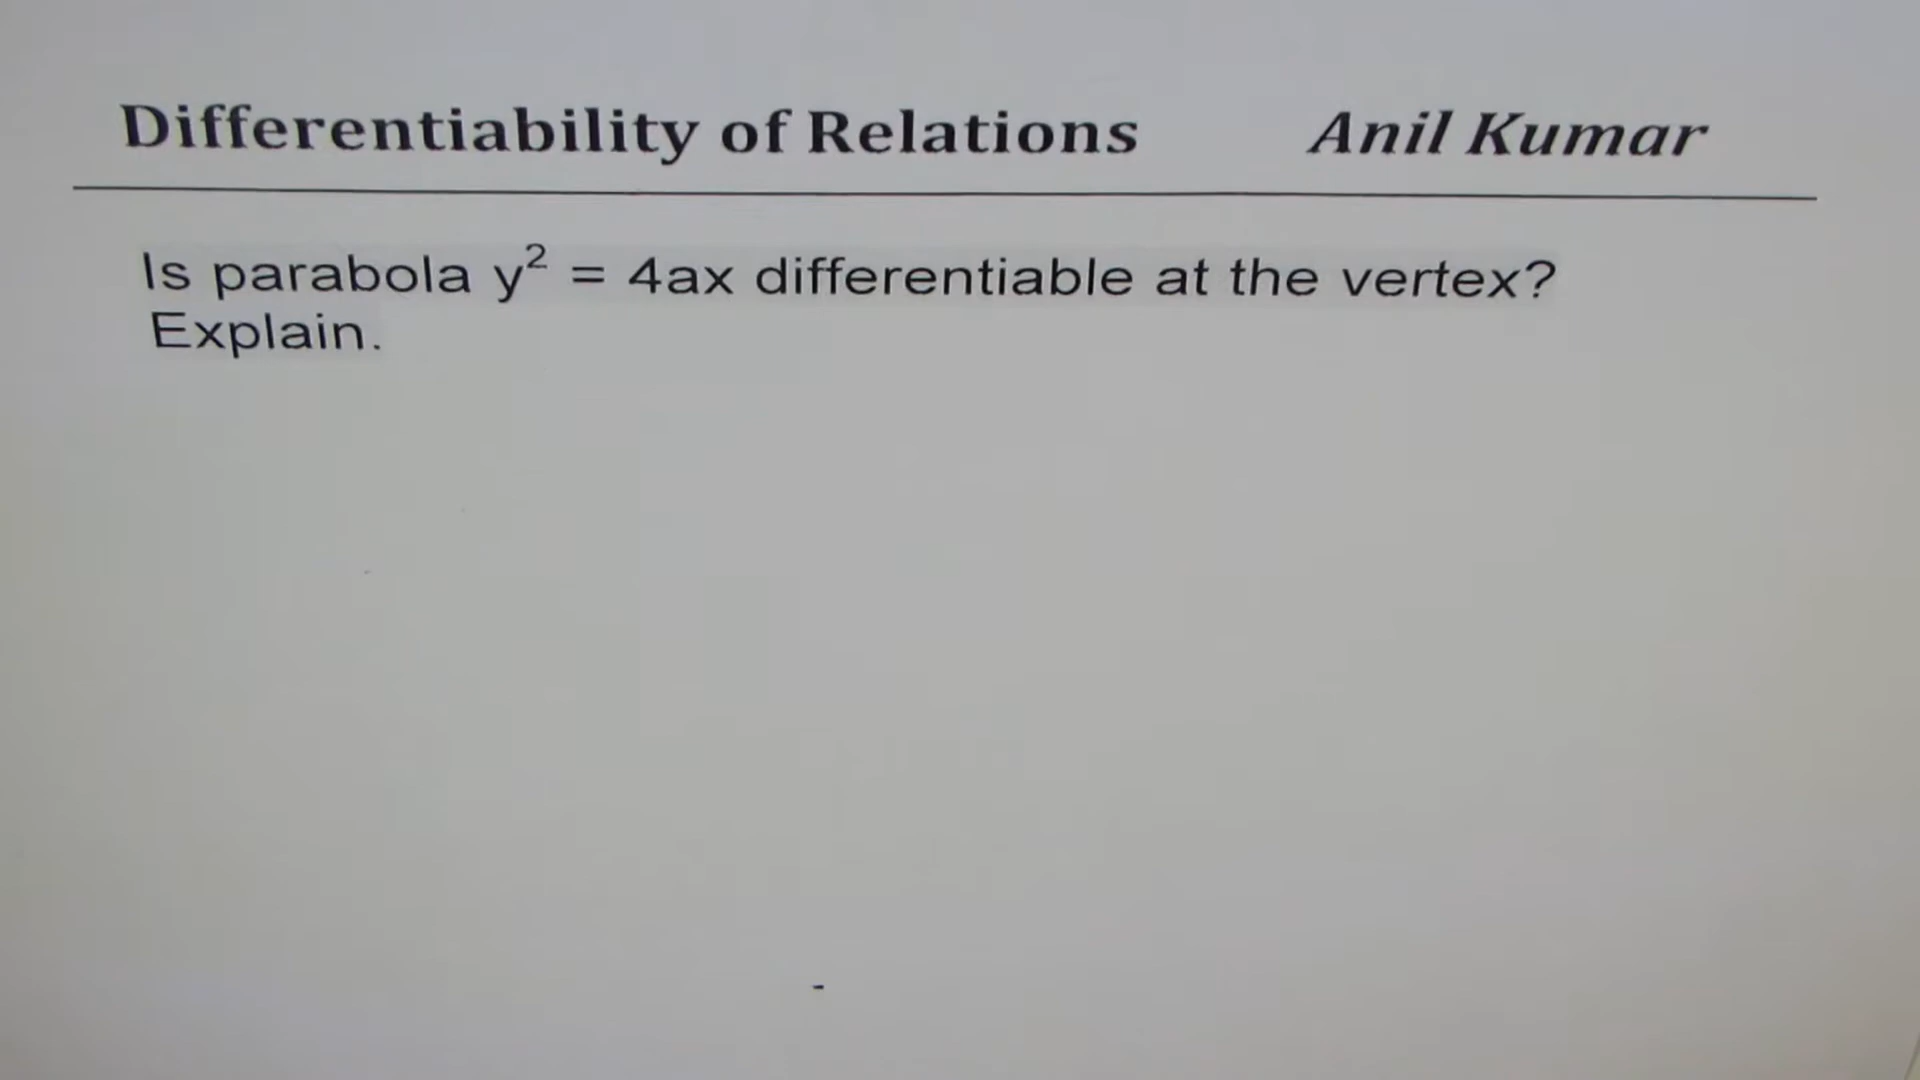 Differentiability of Relations Anil Kumar
Is parabola y² = 4ax differentiable at the vertex?
Explain.